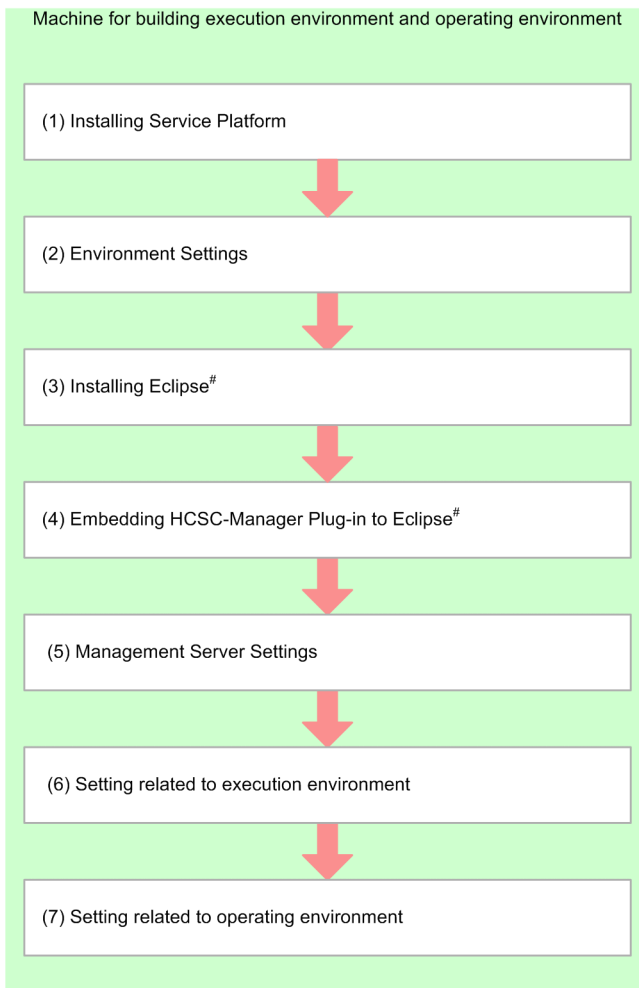 Machine for building execution environment and operating environment
(1) Installing Service Platform
(2) Environment Settings
(3) Installing Eclipse#
(4) Embedding HCSC-Manager Plug-in to Eclipse#
(5) Management Server Settings
(6) Setting related to execution environment
(7) Setting related to operating environment